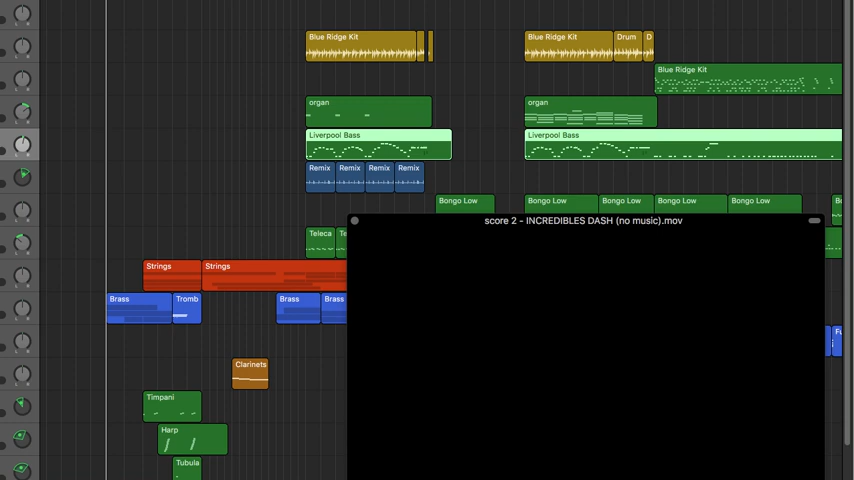 Blue Ridge Kit
Blue Ridge Kit
Drum
D
Blue Ridge Kit
organ
organ
Liverpool Bass
Liverpool Bass
Remix
Remix
Remix
Remix
Bongo Low
Bongo Low
Bongo Low
Bongo Low
Bongo Low
score 2 - INCREDIBLES DASH (no music).mov
Teleca
Strings
Strings
Brass
Tromb
Brass
Brass
Clarinets
Timpani
Harp
Tubula